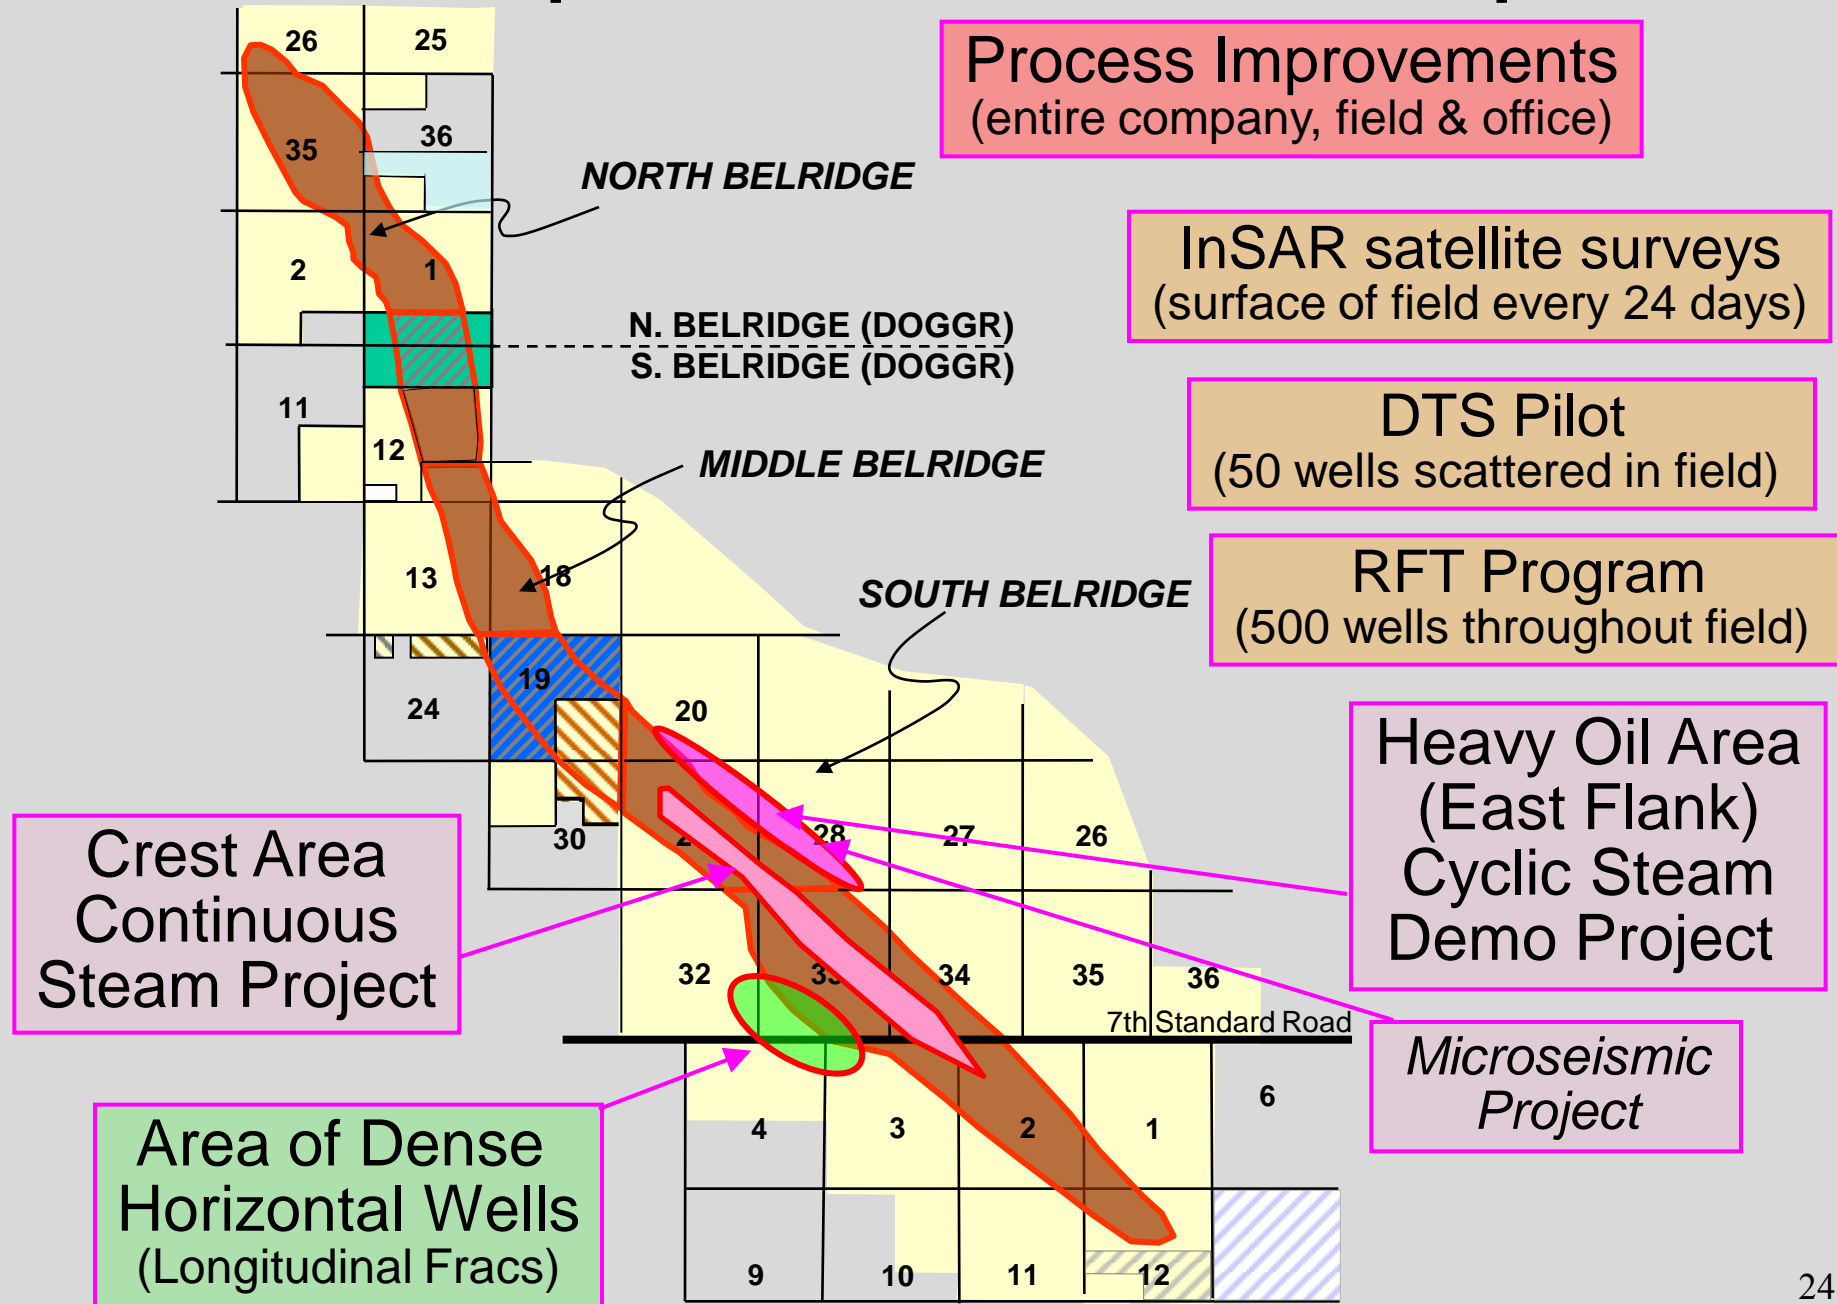 Process Improvements
(entire company, field & office)
InSAR satellite surveys
(surface of field every 24 days)
DTS Pilot
(50 wells scattered in field)
RFT Program
(500 wells throughout field)
Heavy Oil Area
(East Flank)
Cyclic Steam
Demo Project
Microseismic
Project
Crest Area
Continuous
Steam Project
Area of Dense
Horizontal Wells
(Longitudinal Fracs)
NORTH BELRIDGE
N. BELRIDGE (DOGGR)
S. BELRIDGE (DOGGR)
MIDDLE BELRIDGE
SOUTH BELRIDGE
7th Standard Road
26 25
35 36
2 1
11 12
13 18
24 19 20
30 28 27 26
32 33 34 35 36
4 3 2 1 6
9 10 11 12
24